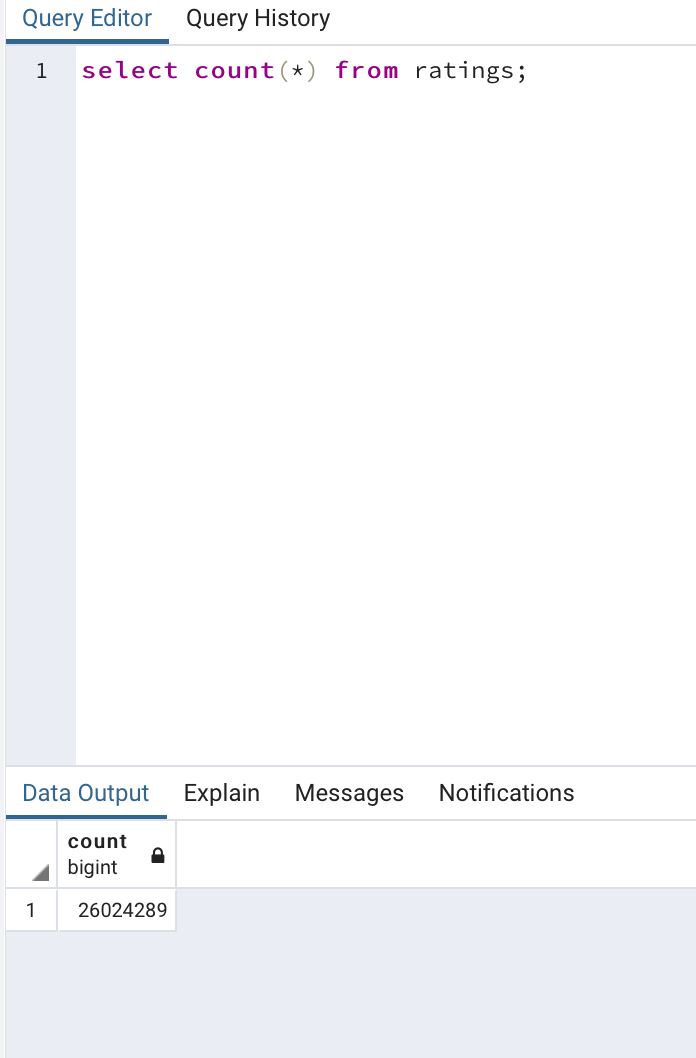 Query Editor Query History
1 select count(*) from ratings;
Data Output Explain Messages Notifications
count
bigint
1 26024289